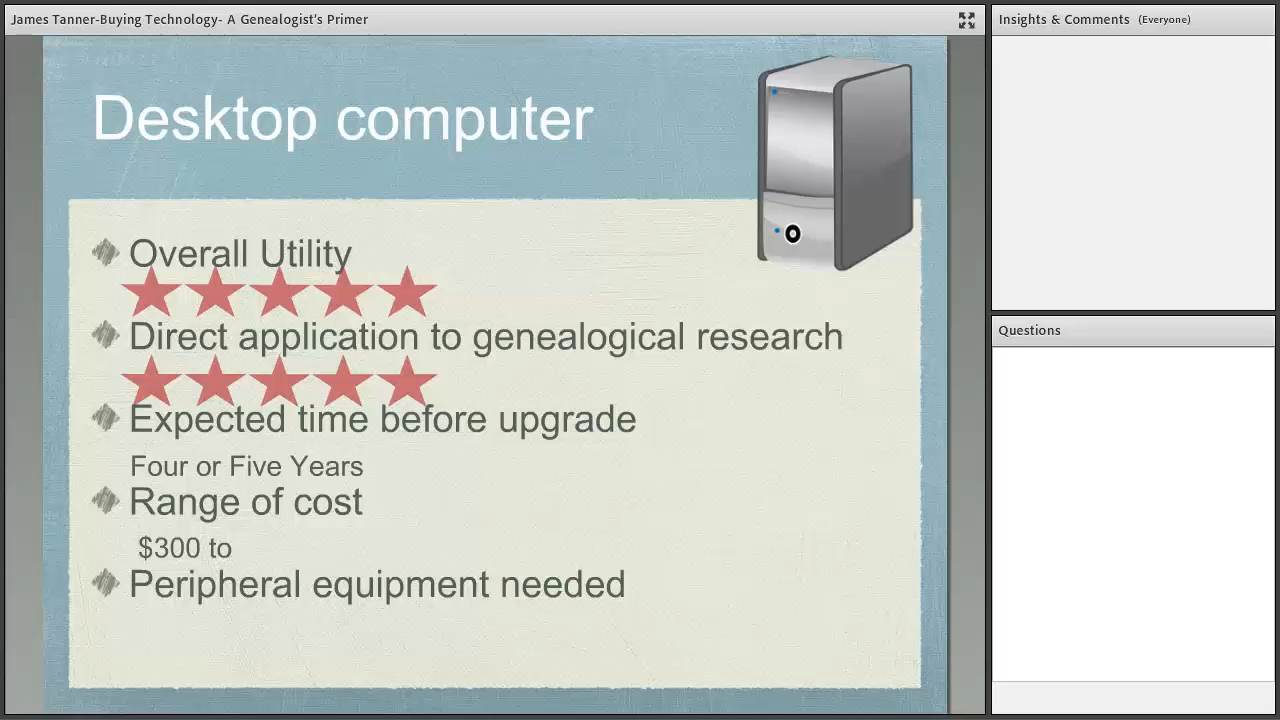 James Tanner-Buying Technology- A Genealogist's Primer
Insights & Comments (Everyone)
Desktop computer
Overall Utility
Direct application to genealogical research
Expected time before upgrade
Four or Five Years
Range of cost
$300 to
Peripheral equipment needed
Questions